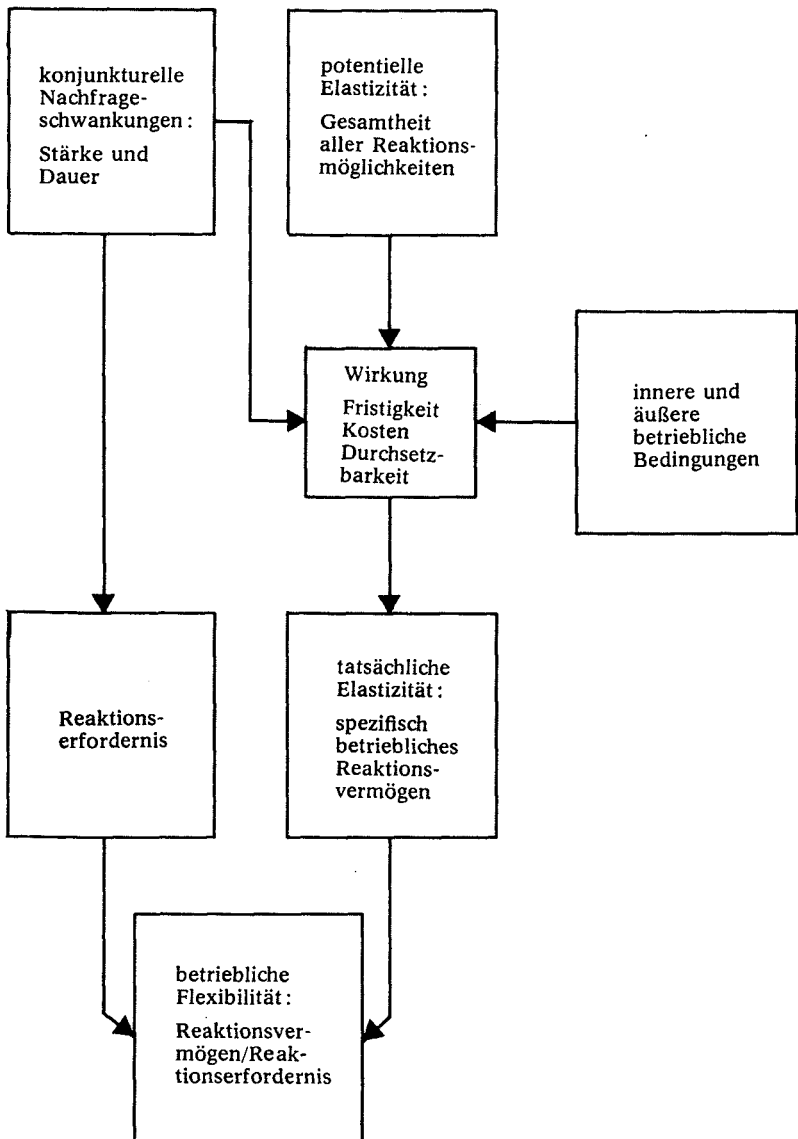 konjunkturelle
Nachfrage-
schwankungen:
Stärke und
Dauer
potentielle
Elastizität:
Gesamtheit
aller Reaktions-
möglichkeiten
Wirkung
Fristigkeit
Kosten
Durchsetz-
barkeit
innere und
äußere
betriebliche
Bedingungen
Reaktions-
erfordernis
tatsächliche
Elastizität:
spezifisch
betriebliches
Reaktions-
vermögen
betriebliche
Flexibilität:
Reaktionsver-
mögen/Reak-
tionserfordernis